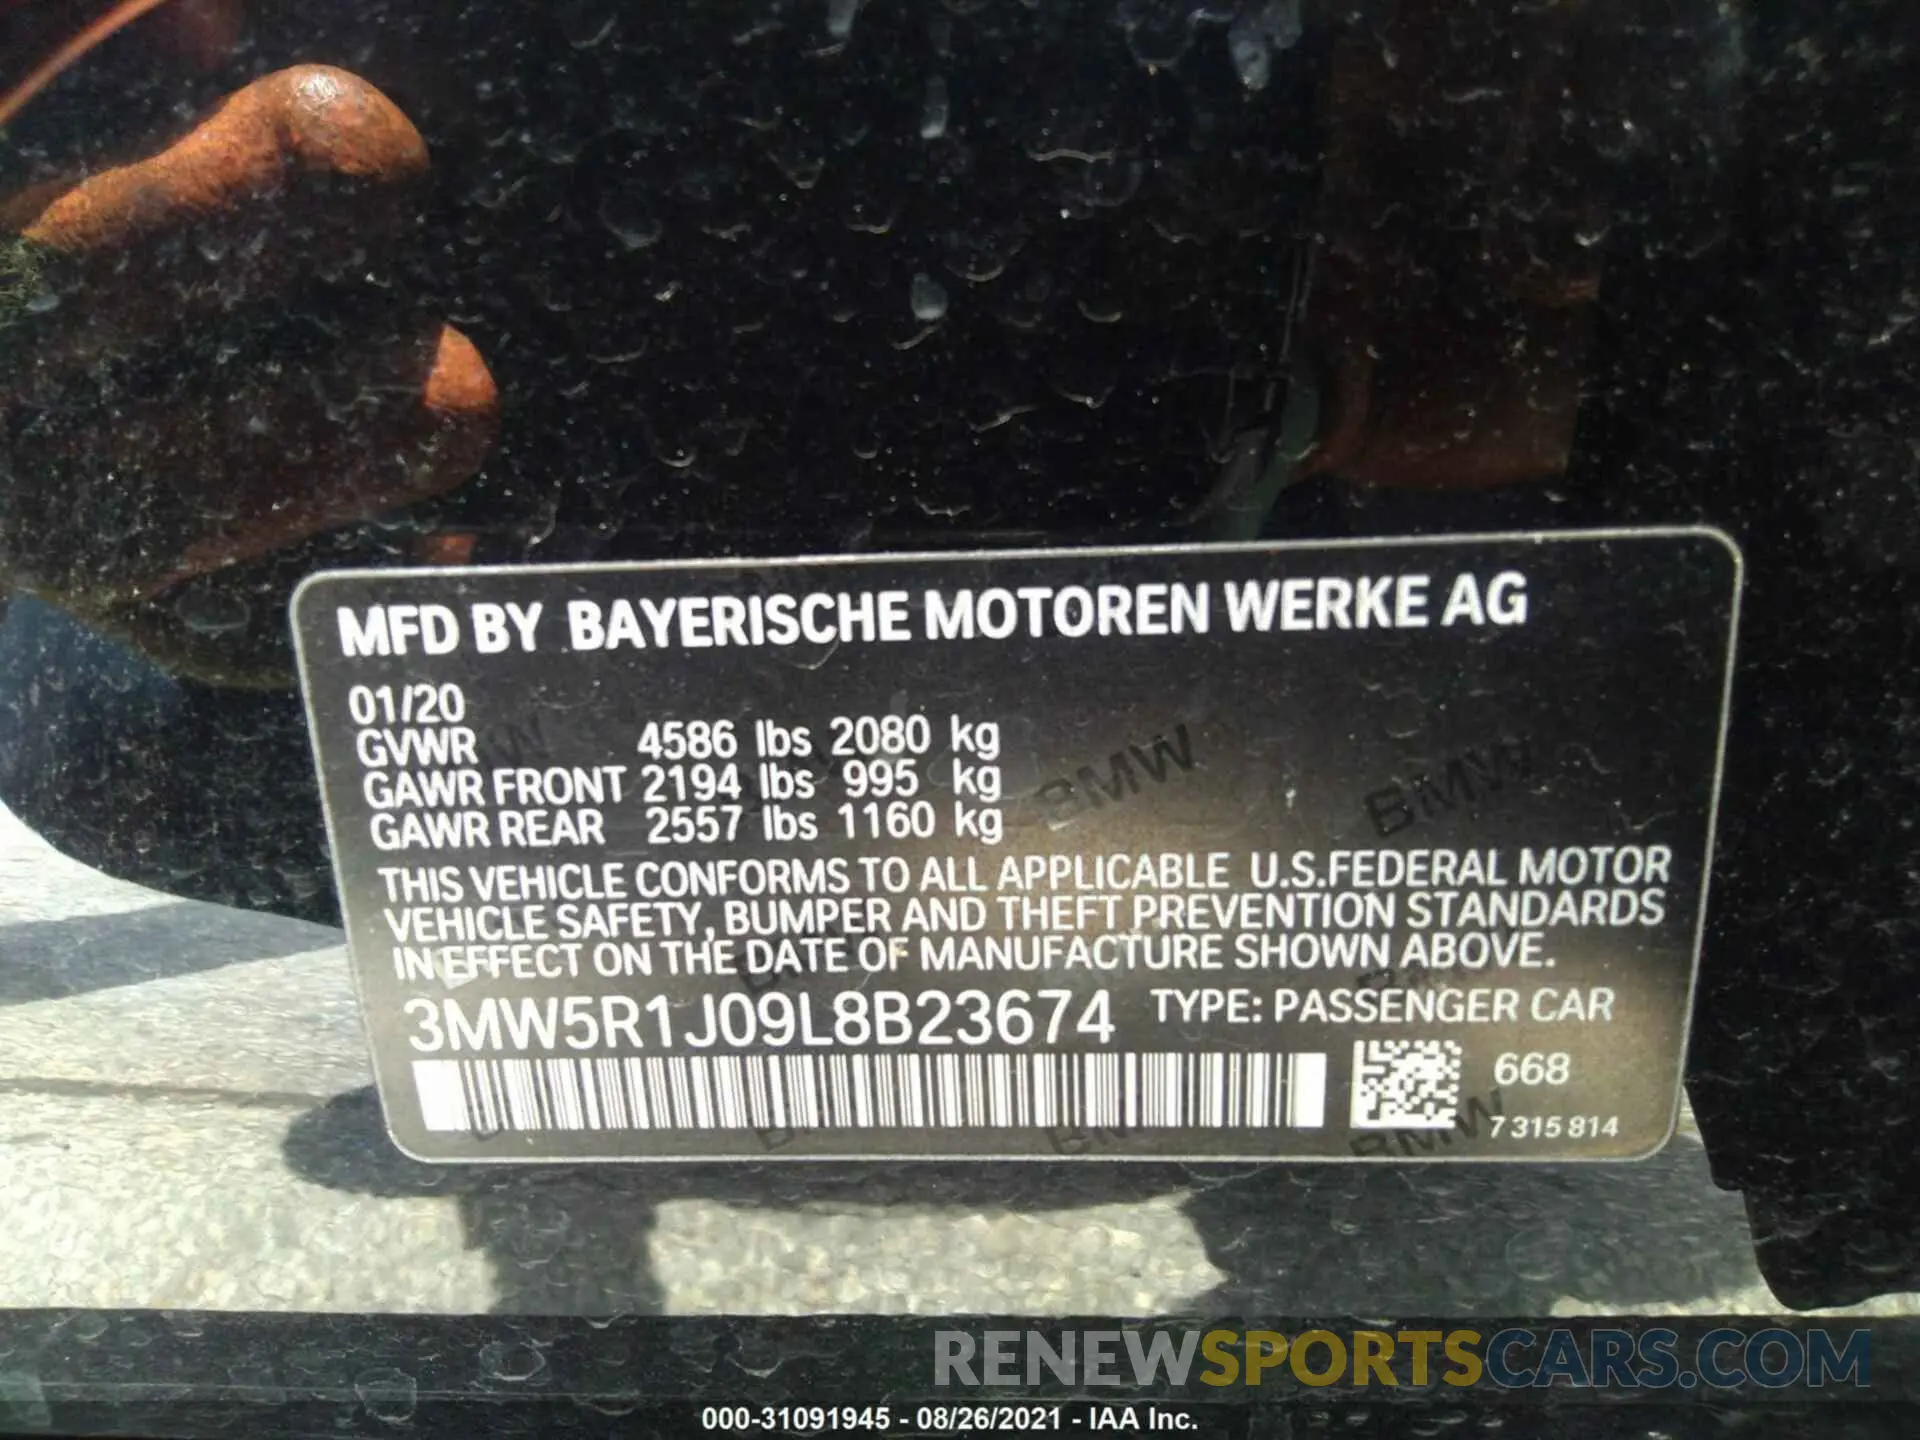 MFD BY BAYERISCHE MOTOREN WERKE AG
01/20
GVWR 4586 lbs 2080 kg
GAWR FRONT 2194 lbs 995 kg
GAWR REAR 2557 lbs 1160 kg
THIS VEHICLE CONFORMS TO ALL APPLICABLE U.S.FEDERAL MOTOR
VEHICLE SAFETY, BUMPER AND THEFT PREVENTION STANDARDS
IN EFFECT ON THE DATE OF MANUFACTURE SHOWN ABOVE.
3MW5R1J09L8B23674 TYPE: PASSENGER CAR
668
7 315 814
BMW BMW
BMW
RENEWSPORTSCARS.COM
000-31091945 - 08/26/2021 - IAA Inc.